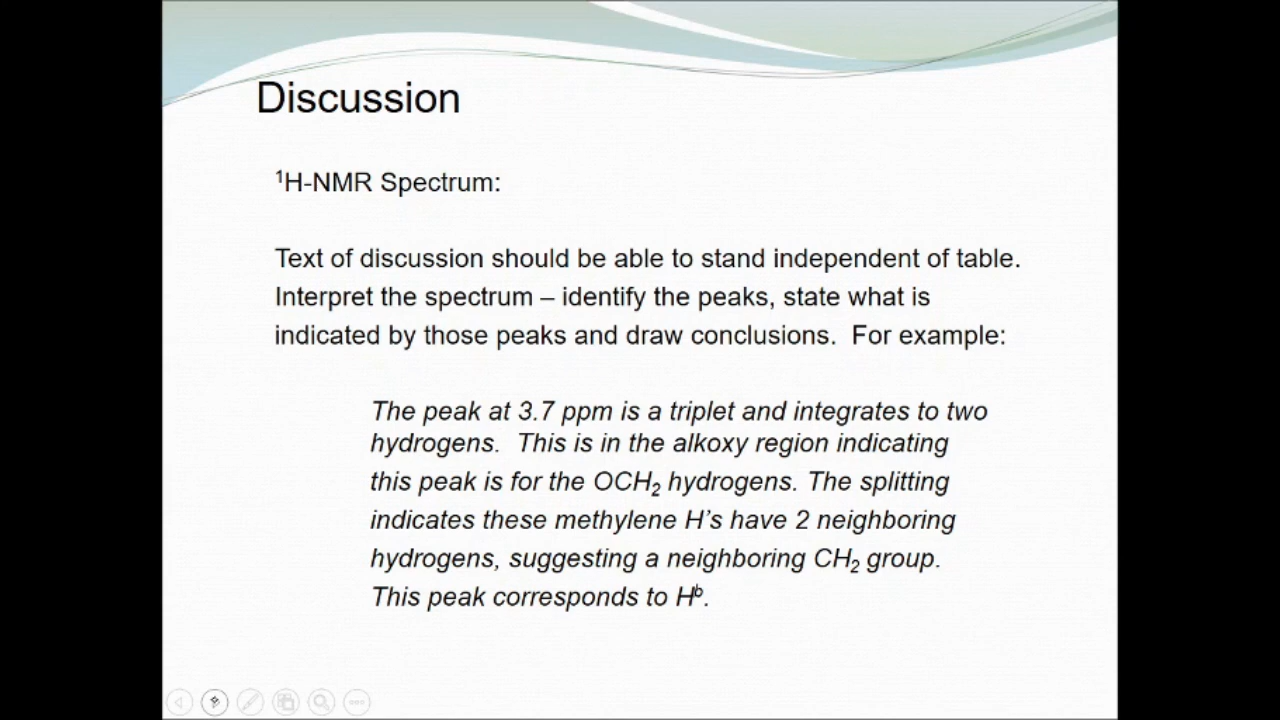 Discussion
¹H-NMR Spectrum:
Text of discussion should be able to stand independent of table.
Interpret the spectrum – identify the peaks, state what is
indicated by those peaks and draw conclusions.  For example:
The peak at 3.7 ppm is a triplet and integrates to two
hydrogens.  This is in the alkoxy region indicating
this peak is for the OCH₂ hydrogens. The splitting
indicates these methylene H’s have 2 neighboring
hydrogens, suggesting a neighboring CH₂ group.
This peak corresponds to Hᵇ.